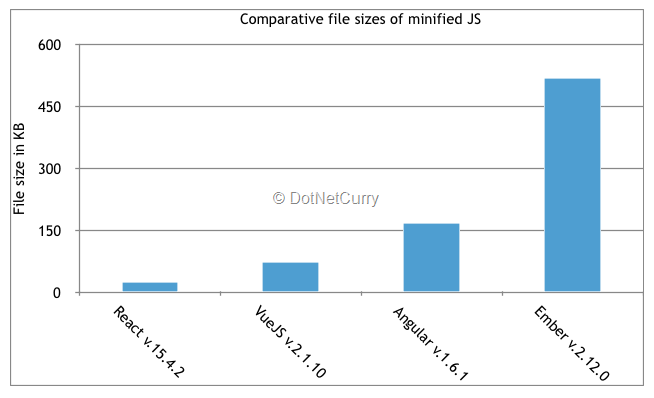 Comparative file sizes of minified JS
600
450
300
150
0
File size in KB
© DotNetCurry
React v.15.4.2
VueJS v.2.1.10
Angular v.1.6.1
Ember v.2.12.0